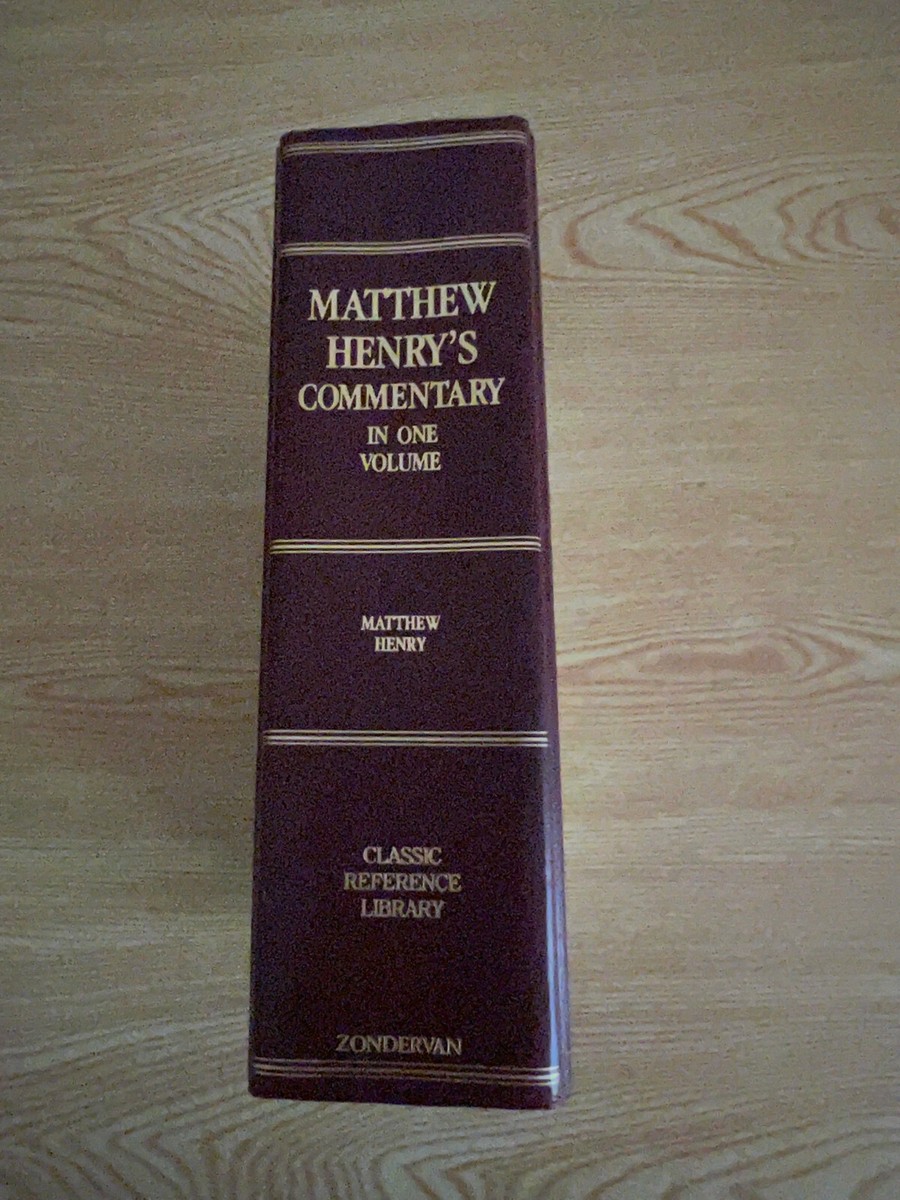 MATTHEW
HENRY'S
COMMENTARY
IN ONE
VOLUME
MATTHEW
HENRY
CLASSIC
REFERENCE
LIBRARY
ZONDERVAN